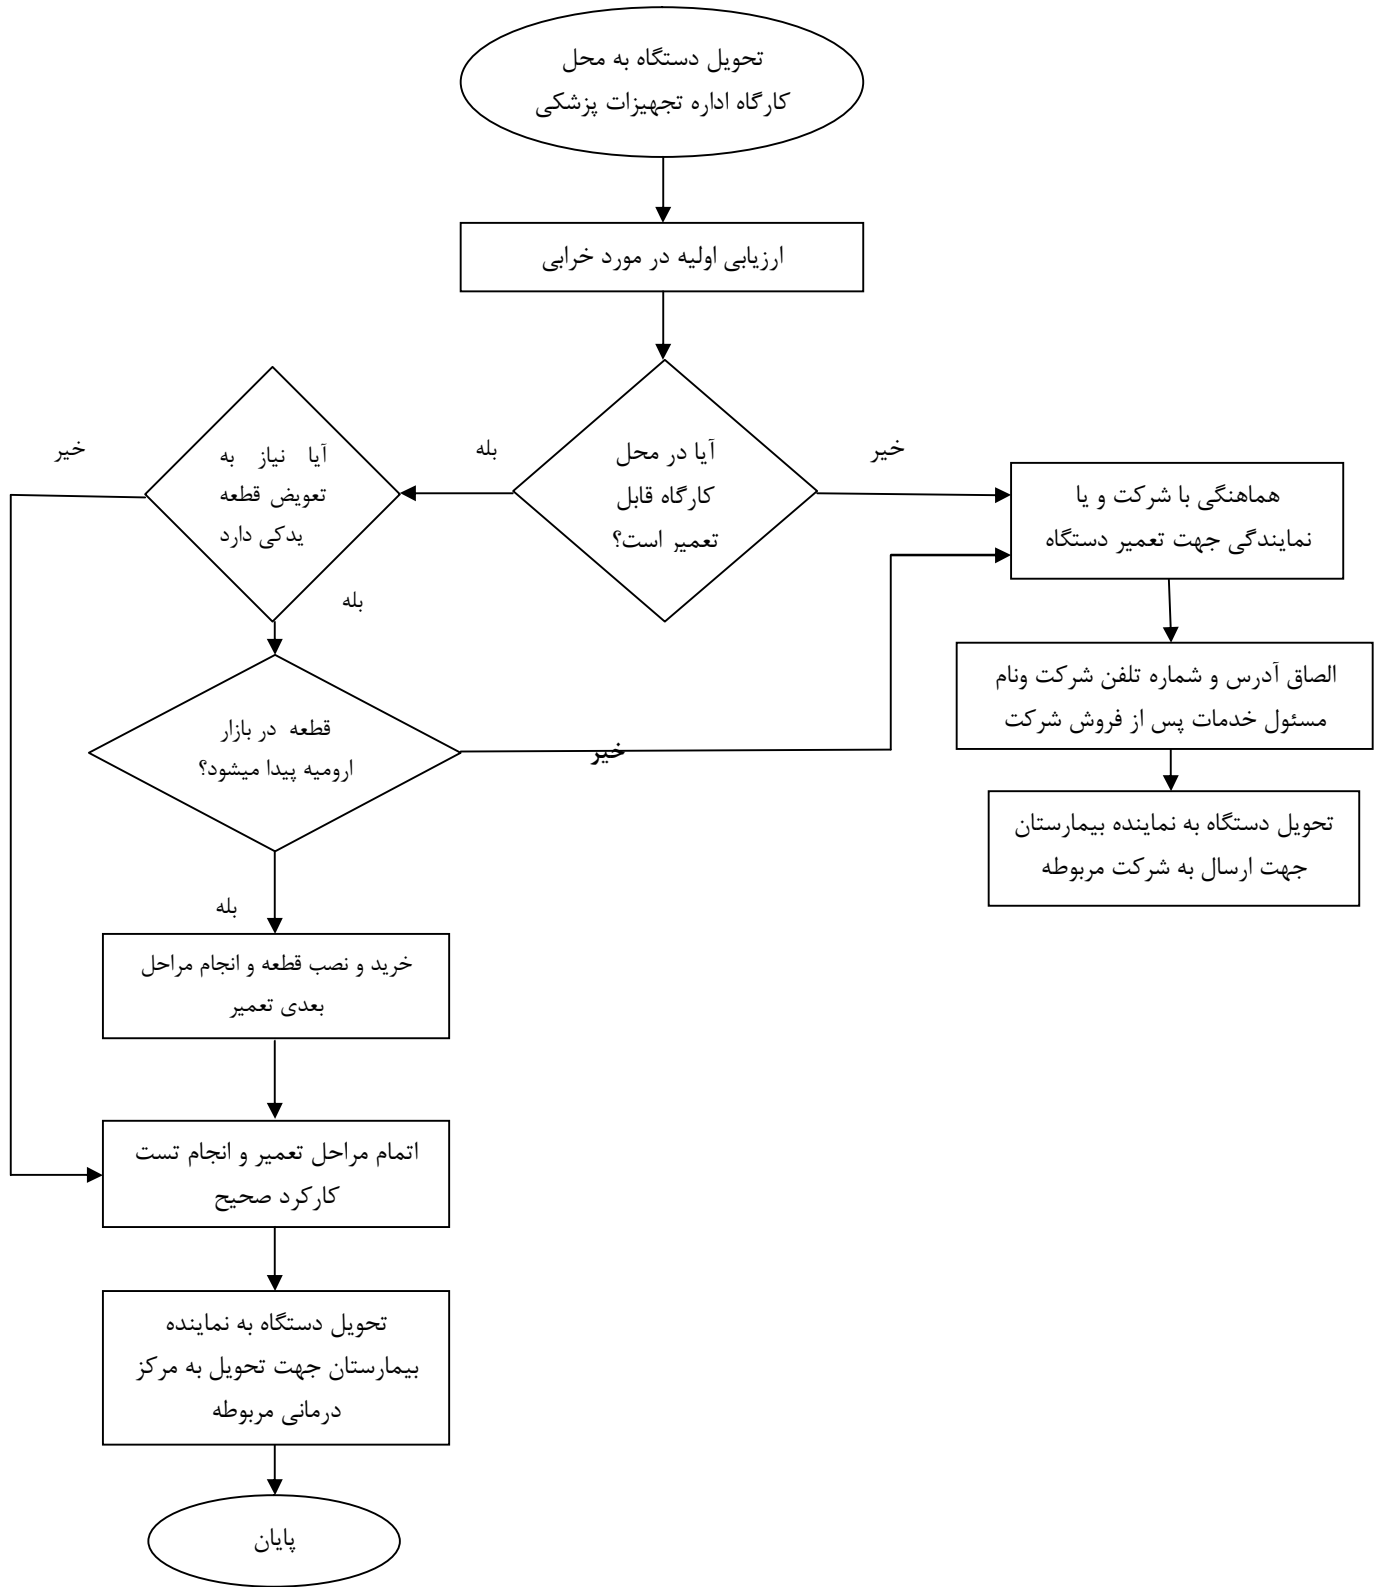 تحویل دستگاه به محل
کارگاه اداره تجهیزات پزشکی
ارزیابی اولیه در مورد خرابی
آیا در محل
کارگاه قابل
تعمیر است؟
خیر
بله
آیا نیاز به
تعویض قطعه
یدکی دارد
خیر
بله
هماهنگی با شرکت و یا
نمایندگی جهت تعمیر دستگاه
الصاق آدرس و شماره تلفن شرکت ونام
مسئول خدمات پس از فروش شرکت
تحویل دستگاه به نماینده بیمارستان
جهت ارسال به شرکت مربوطه
قطعه در بازار
ارومیه پیدا میشود؟
خیر
بله
خرید و نصب قطعه و انجام مراحل
بعدی تعمیر
اتمام مراحل تعمیر و انجام تست
کارکرد صحیح
تحویل دستگاه به نماینده
بیمارستان جهت تحویل به مرکز
درمانی مربوطه
پایان